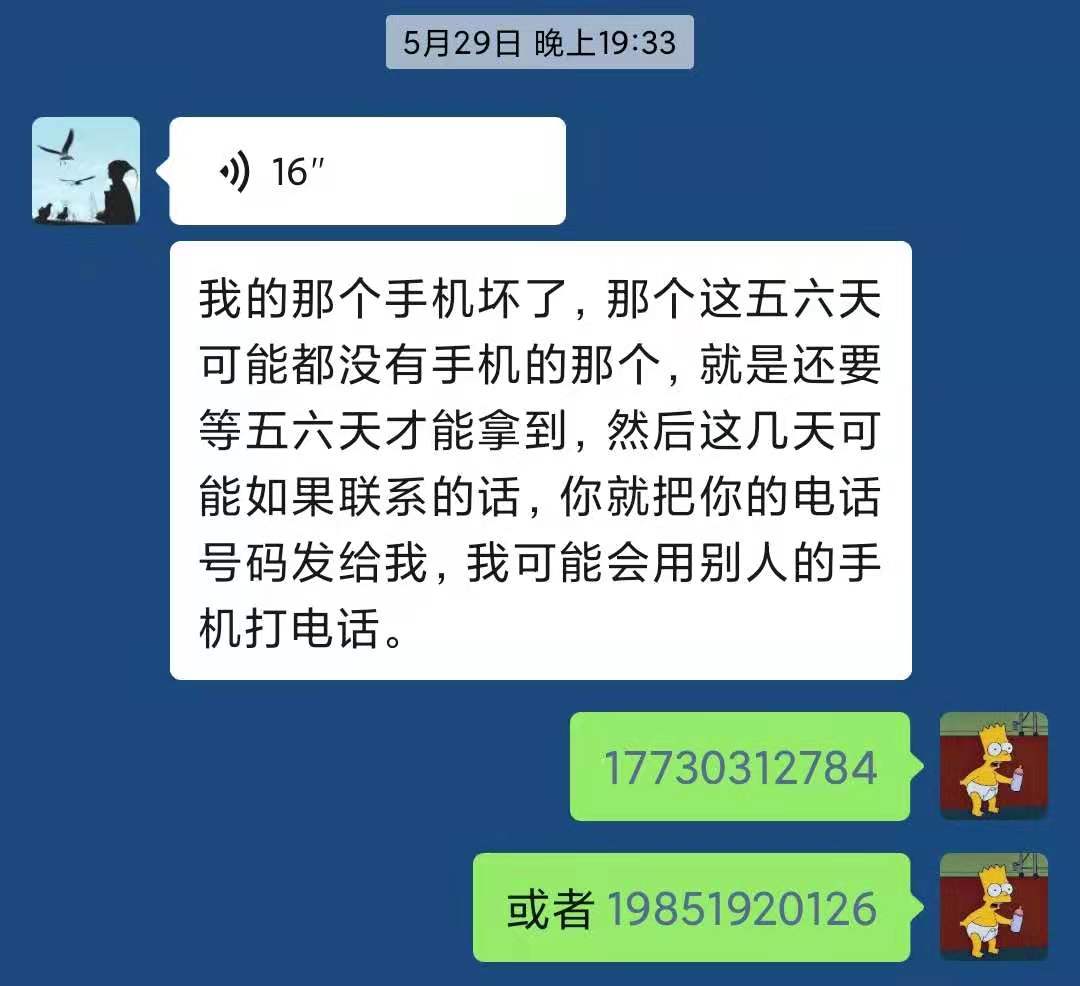 5月29日 晚上19:33
16"
我的那个手机坏了，那个这五六天
可能都没有手机的那个，就是还要
等五六天才能拿到，然后这几天可
能如果联系的话，你就把你的电话
号码发给我，我可能会用别人的手
机打电话。
17730312784
或者 19851920126